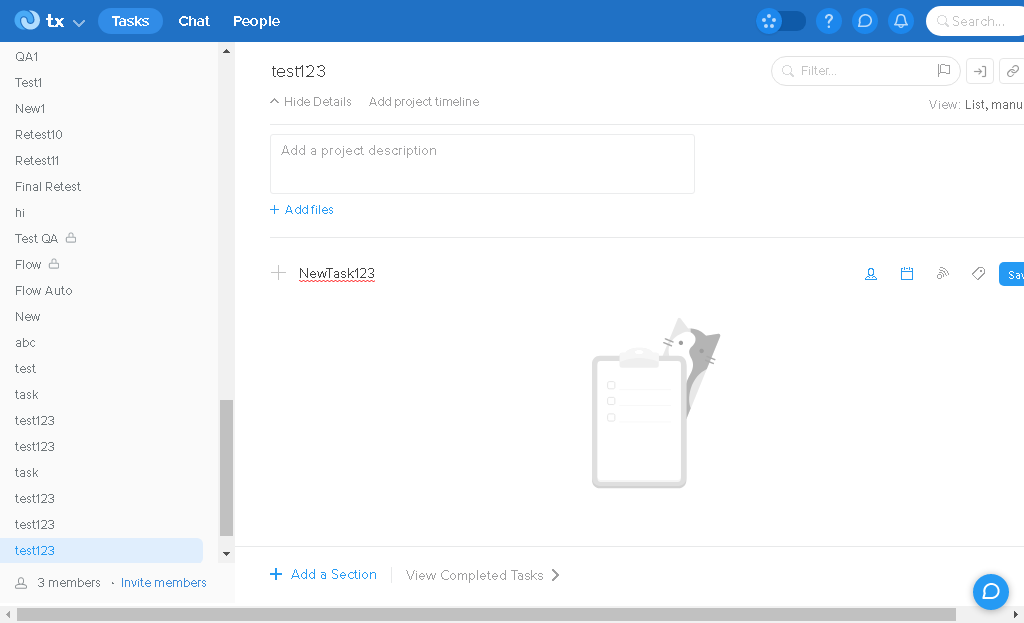 tx Tasks Chat People ? Search...
QA1
Test1
New1
Retest10
Retest11
Final Retest
hi
Test QA
Flow
Flow Auto
New
abc
test
task
test123
test123
task
test123
test123
test123
3 members · Invite members
test123
Filter...
Hide Details Add project timeline
View: List, manu
Add a project description
+ Add files
NewTask123
Sav
+ Add a Section
View Completed Tasks